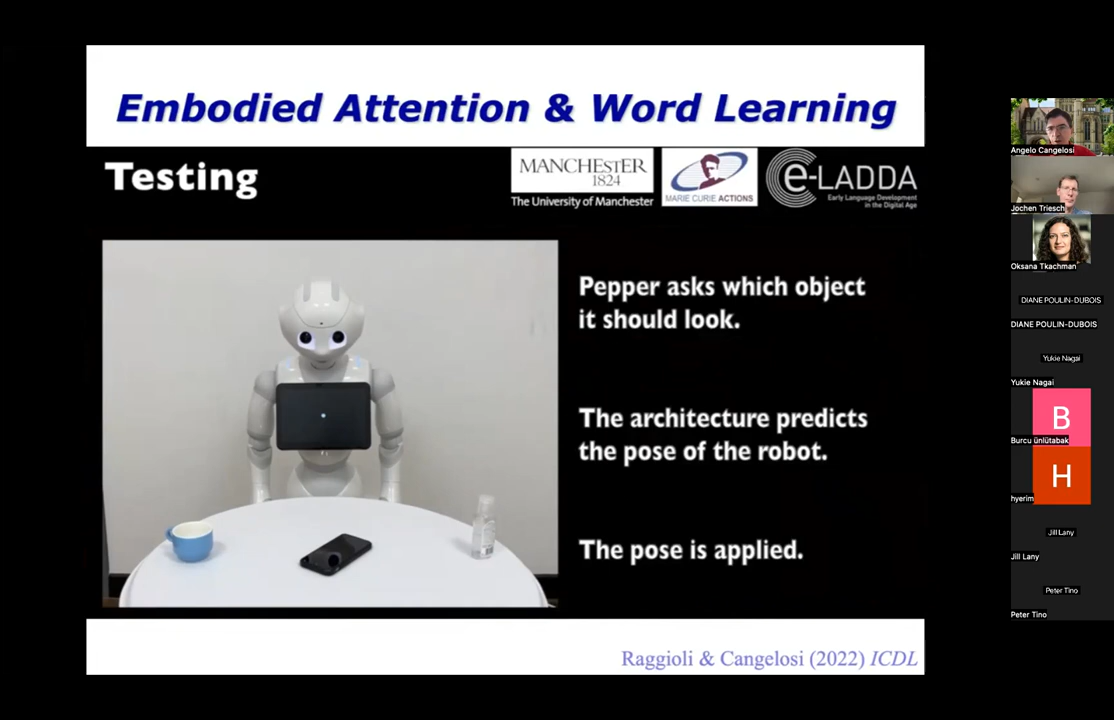 Embodied Attention & Word Learning
Testing
MANCHESTER
1824
The University of Manchester
MARIE CURIE ACTIONS
e-LADDA
Early Language Development
in the Digital Age
Pepper asks which object
it should look.
The architecture predicts
the pose of the robot.
The pose is applied.
Raggioli & Cangelosi (2022) ICDL
Angelo Cangelosi
Jochen Triesch
Oksana Tkachman
DIANE POULIN-DUBOIS
DIANE POULIN-DUBOIS
Yukie Nagai
Yukie Nagai
B
Burcu ünlütabak
H
hyerim
Jill Lany
Jill Lany
Peter Tino
Peter Tino